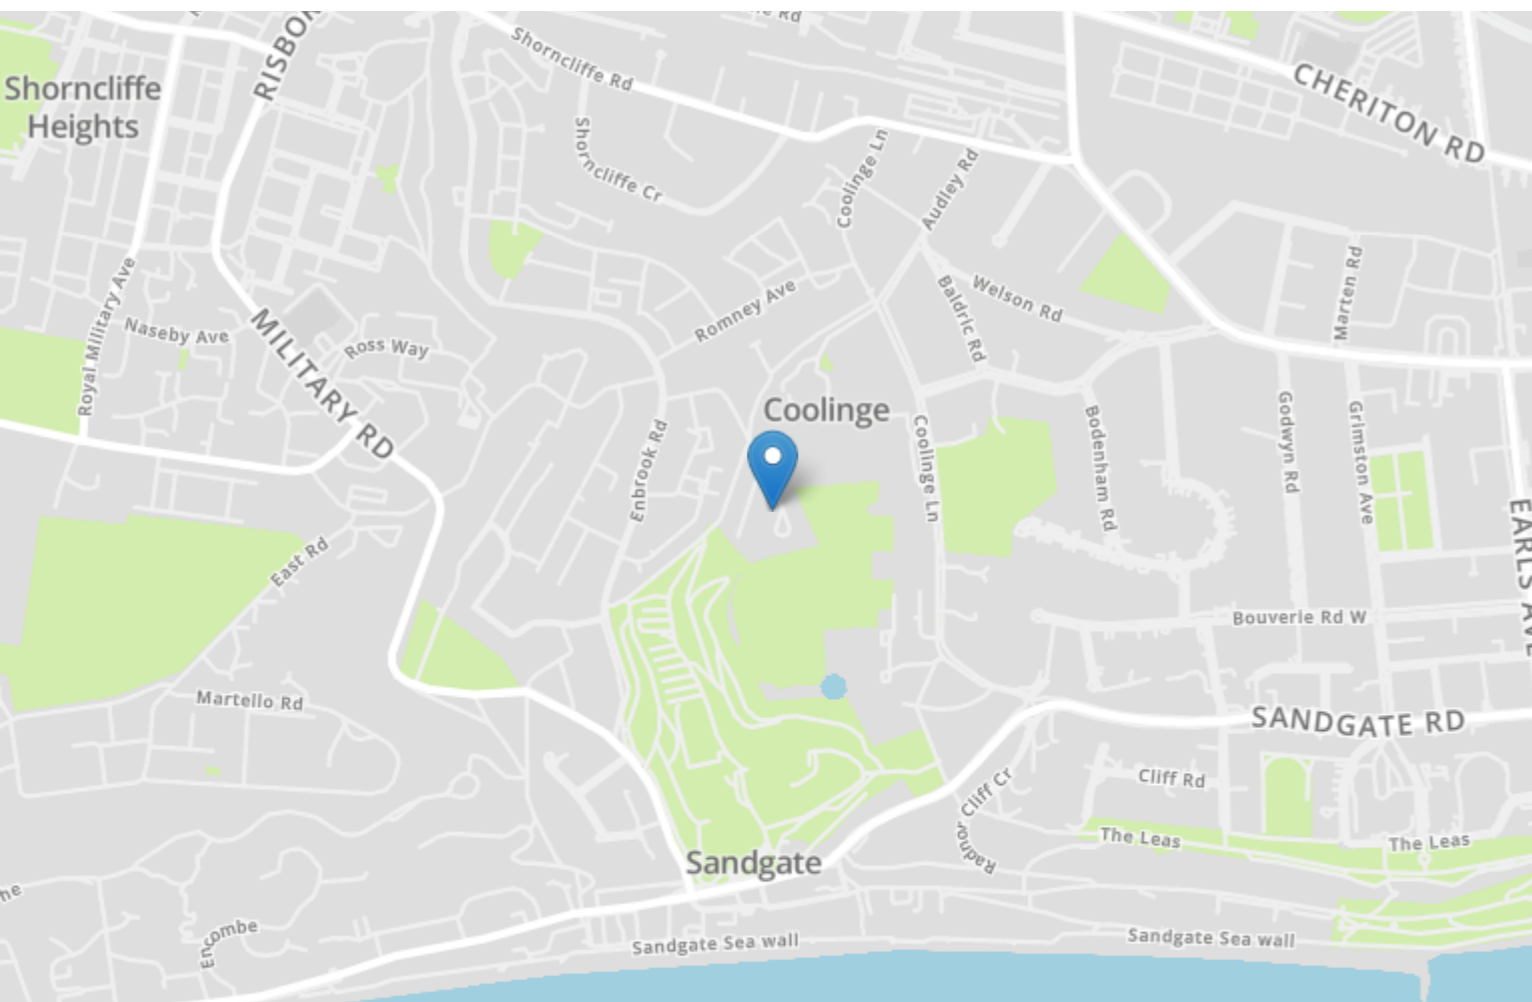 Rd
Shorncliffe Rd
RISBOR
Shorncliffe
Heights
CHERITON RD
Shorncliffe Cr
Coolinge Ln
Audley Rd
Royal Military Ave
Naseby Ave
MILITARY RD
Ross Way
Romney Ave
Baldric Rd
Welson Rd
Marten Rd
Coolinge
Enbrook Rd
Coolinge Ln
Bodenham Rd
Godwyn Rd
Grimston Ave
EARLS AVE
East Rd
Bouverie Rd W
Martello Rd
SANDGATE RD
Cliff Rd
Radnor Cliff Cr
The Leas
The Leas
Sandgate
he
Encombe
Sandgate Sea wall
Sandgate Sea wall